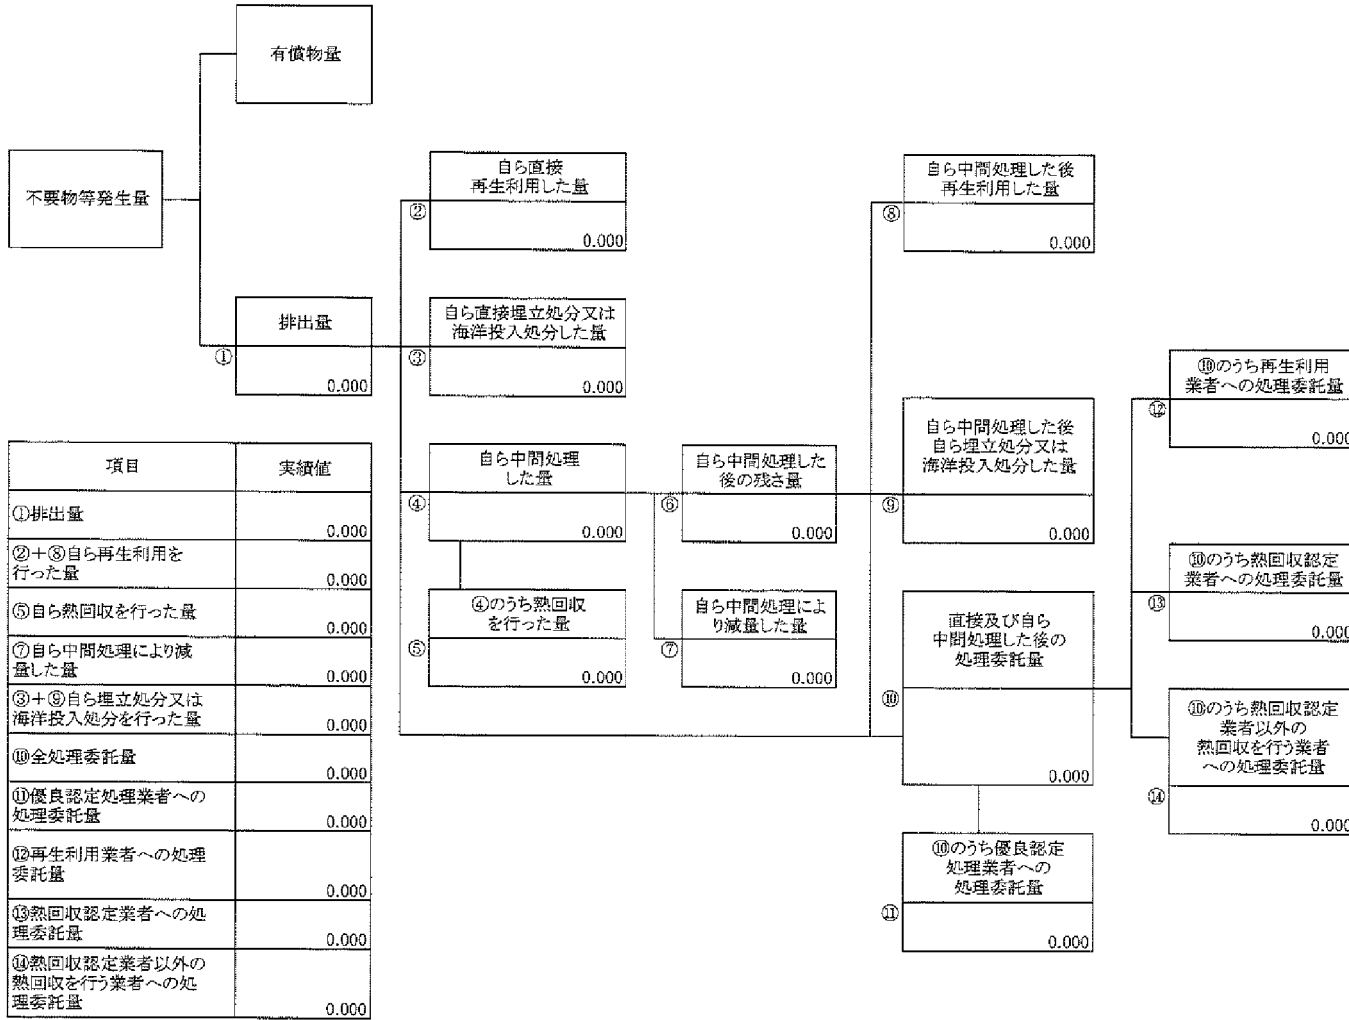 有償物量
不要物等発生量
排出量
①
0.000
自ら直接
再生利用した量
②
0.000
自ら直接埋立処分又は
海洋投入処分した量
③
0.000
自ら中間処理
した量
④
0.000
④のうち熱回収
を行った量
⑤
0.000
自ら中間処理した
後の残さ量
⑥
0.000
自ら中間処理によ
り減量した量
⑦
0.000
自ら中間処理した後
再生利用した量
⑧
0.000
自ら中間処理した後
自ら埋立処分又は
海洋投入処分した量
⑨
0.000
直接及び自ら
中間処理した後の
処理委託量
⑩
0.000
⑩のうち優良認定
処理業者への
処理委託量
⑪
0.000
⑩のうち再生利用
業者への処理委託量
⑫
0.000
⑩のうち熱回収認定
業者への処理委託量
⑬
0.000
⑩のうち熱回収認定
業者以外の
熱回収を行う業者
への処理委託量
⑭
0.000
項目 実績値
①排出量
0.000
②+⑧自ら再生利用を
行った量 0.000
⑤自ら熱回収を行った量
0.000
⑦自ら中間処理により減
量した量 0.000
③+⑨自ら埋立処分又は
海洋投入処分を行った量 0.000
⑩全処理委託量
0.000
⑪優良認定処理業者への
処理委託量 0.000
⑫再生利用業者への処理
委託量 0.000
⑬熱回収認定業者への処
理委託量 0.000
⑭熱回収認定業者以外の
熱回収を行う業者への処
理委託量 0.000